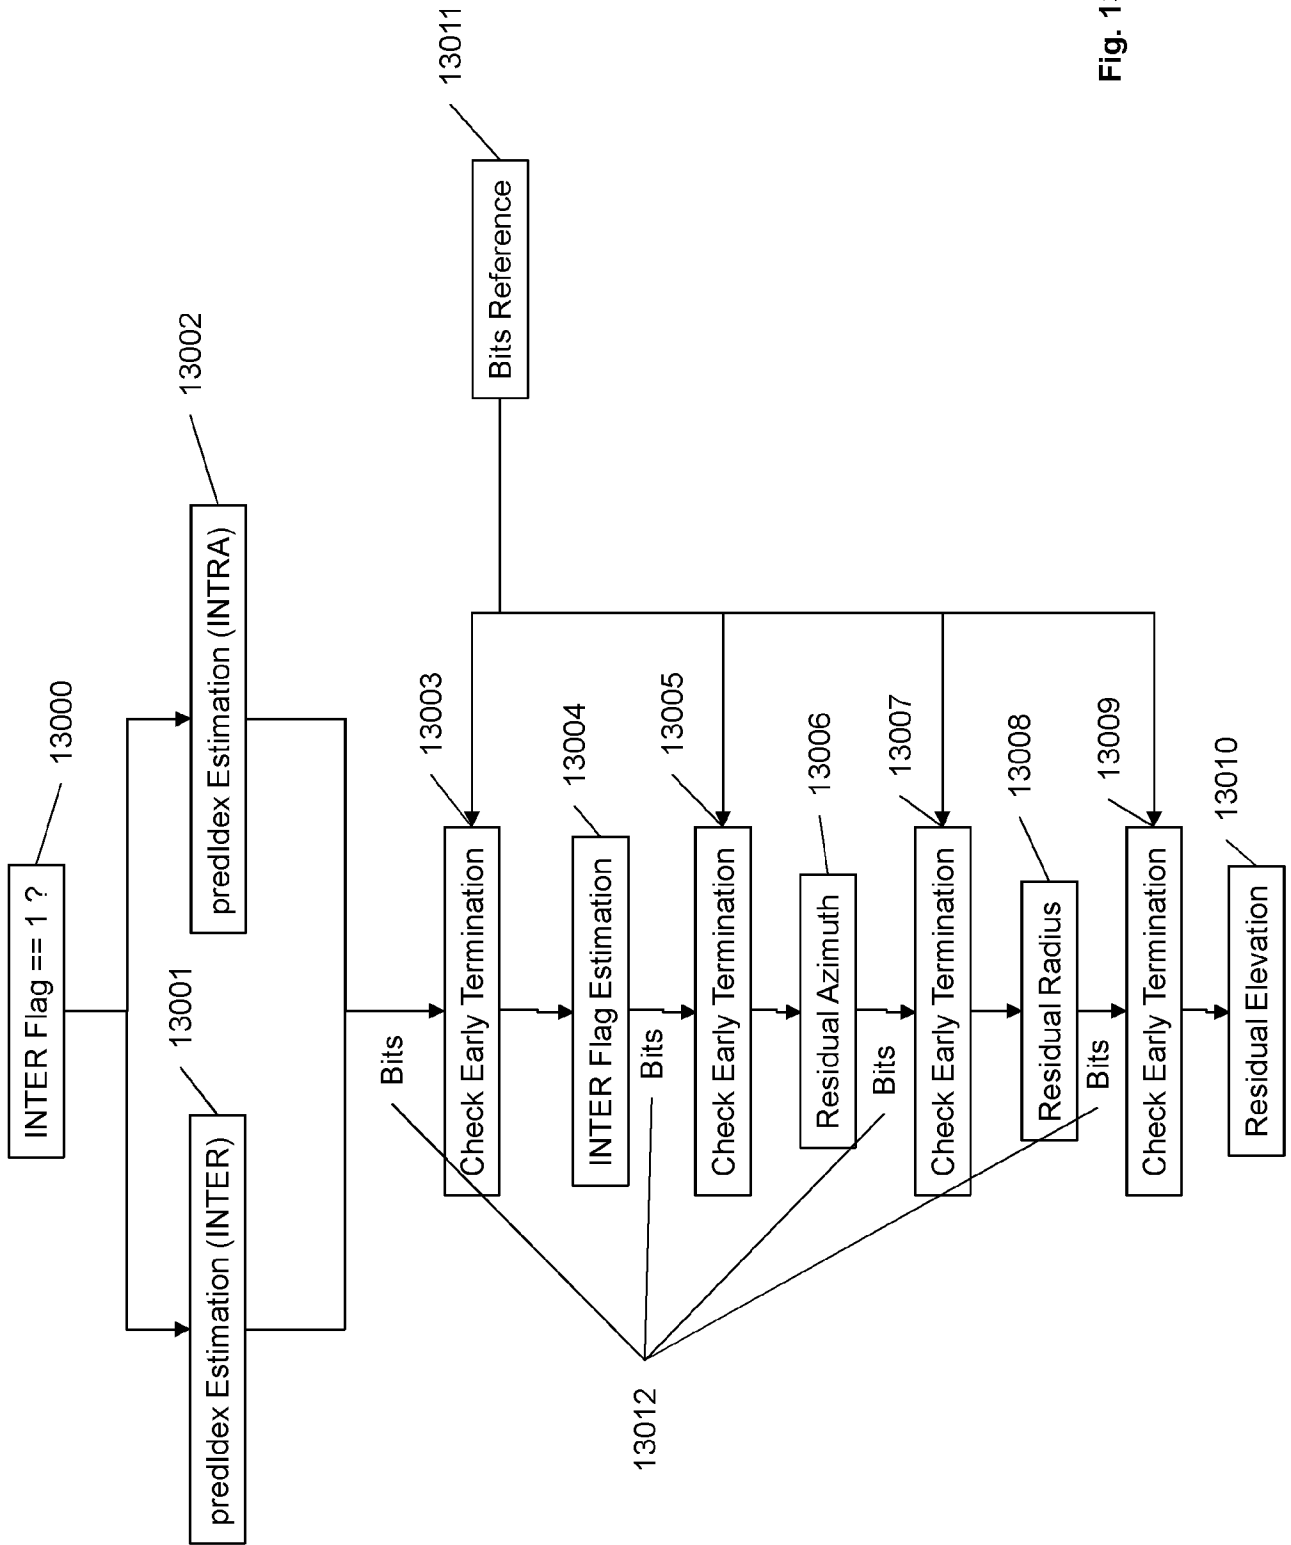 INTER Flag == 1 ?
13000
predIdex Estimation (INTER)
13001
predIdex Estimation (INTRA)
13002
Bits
Check Early Termination
13003
Bits Reference
13011
INTER Flag Estimation
13004
Bits
Check Early Termination
13005
13012
Residual Azimuth
13006
Bits
Check Early Termination
13007
Residual Radius
13008
Bits
Check Early Termination
13009
Residual Elevation
13010
Fig.